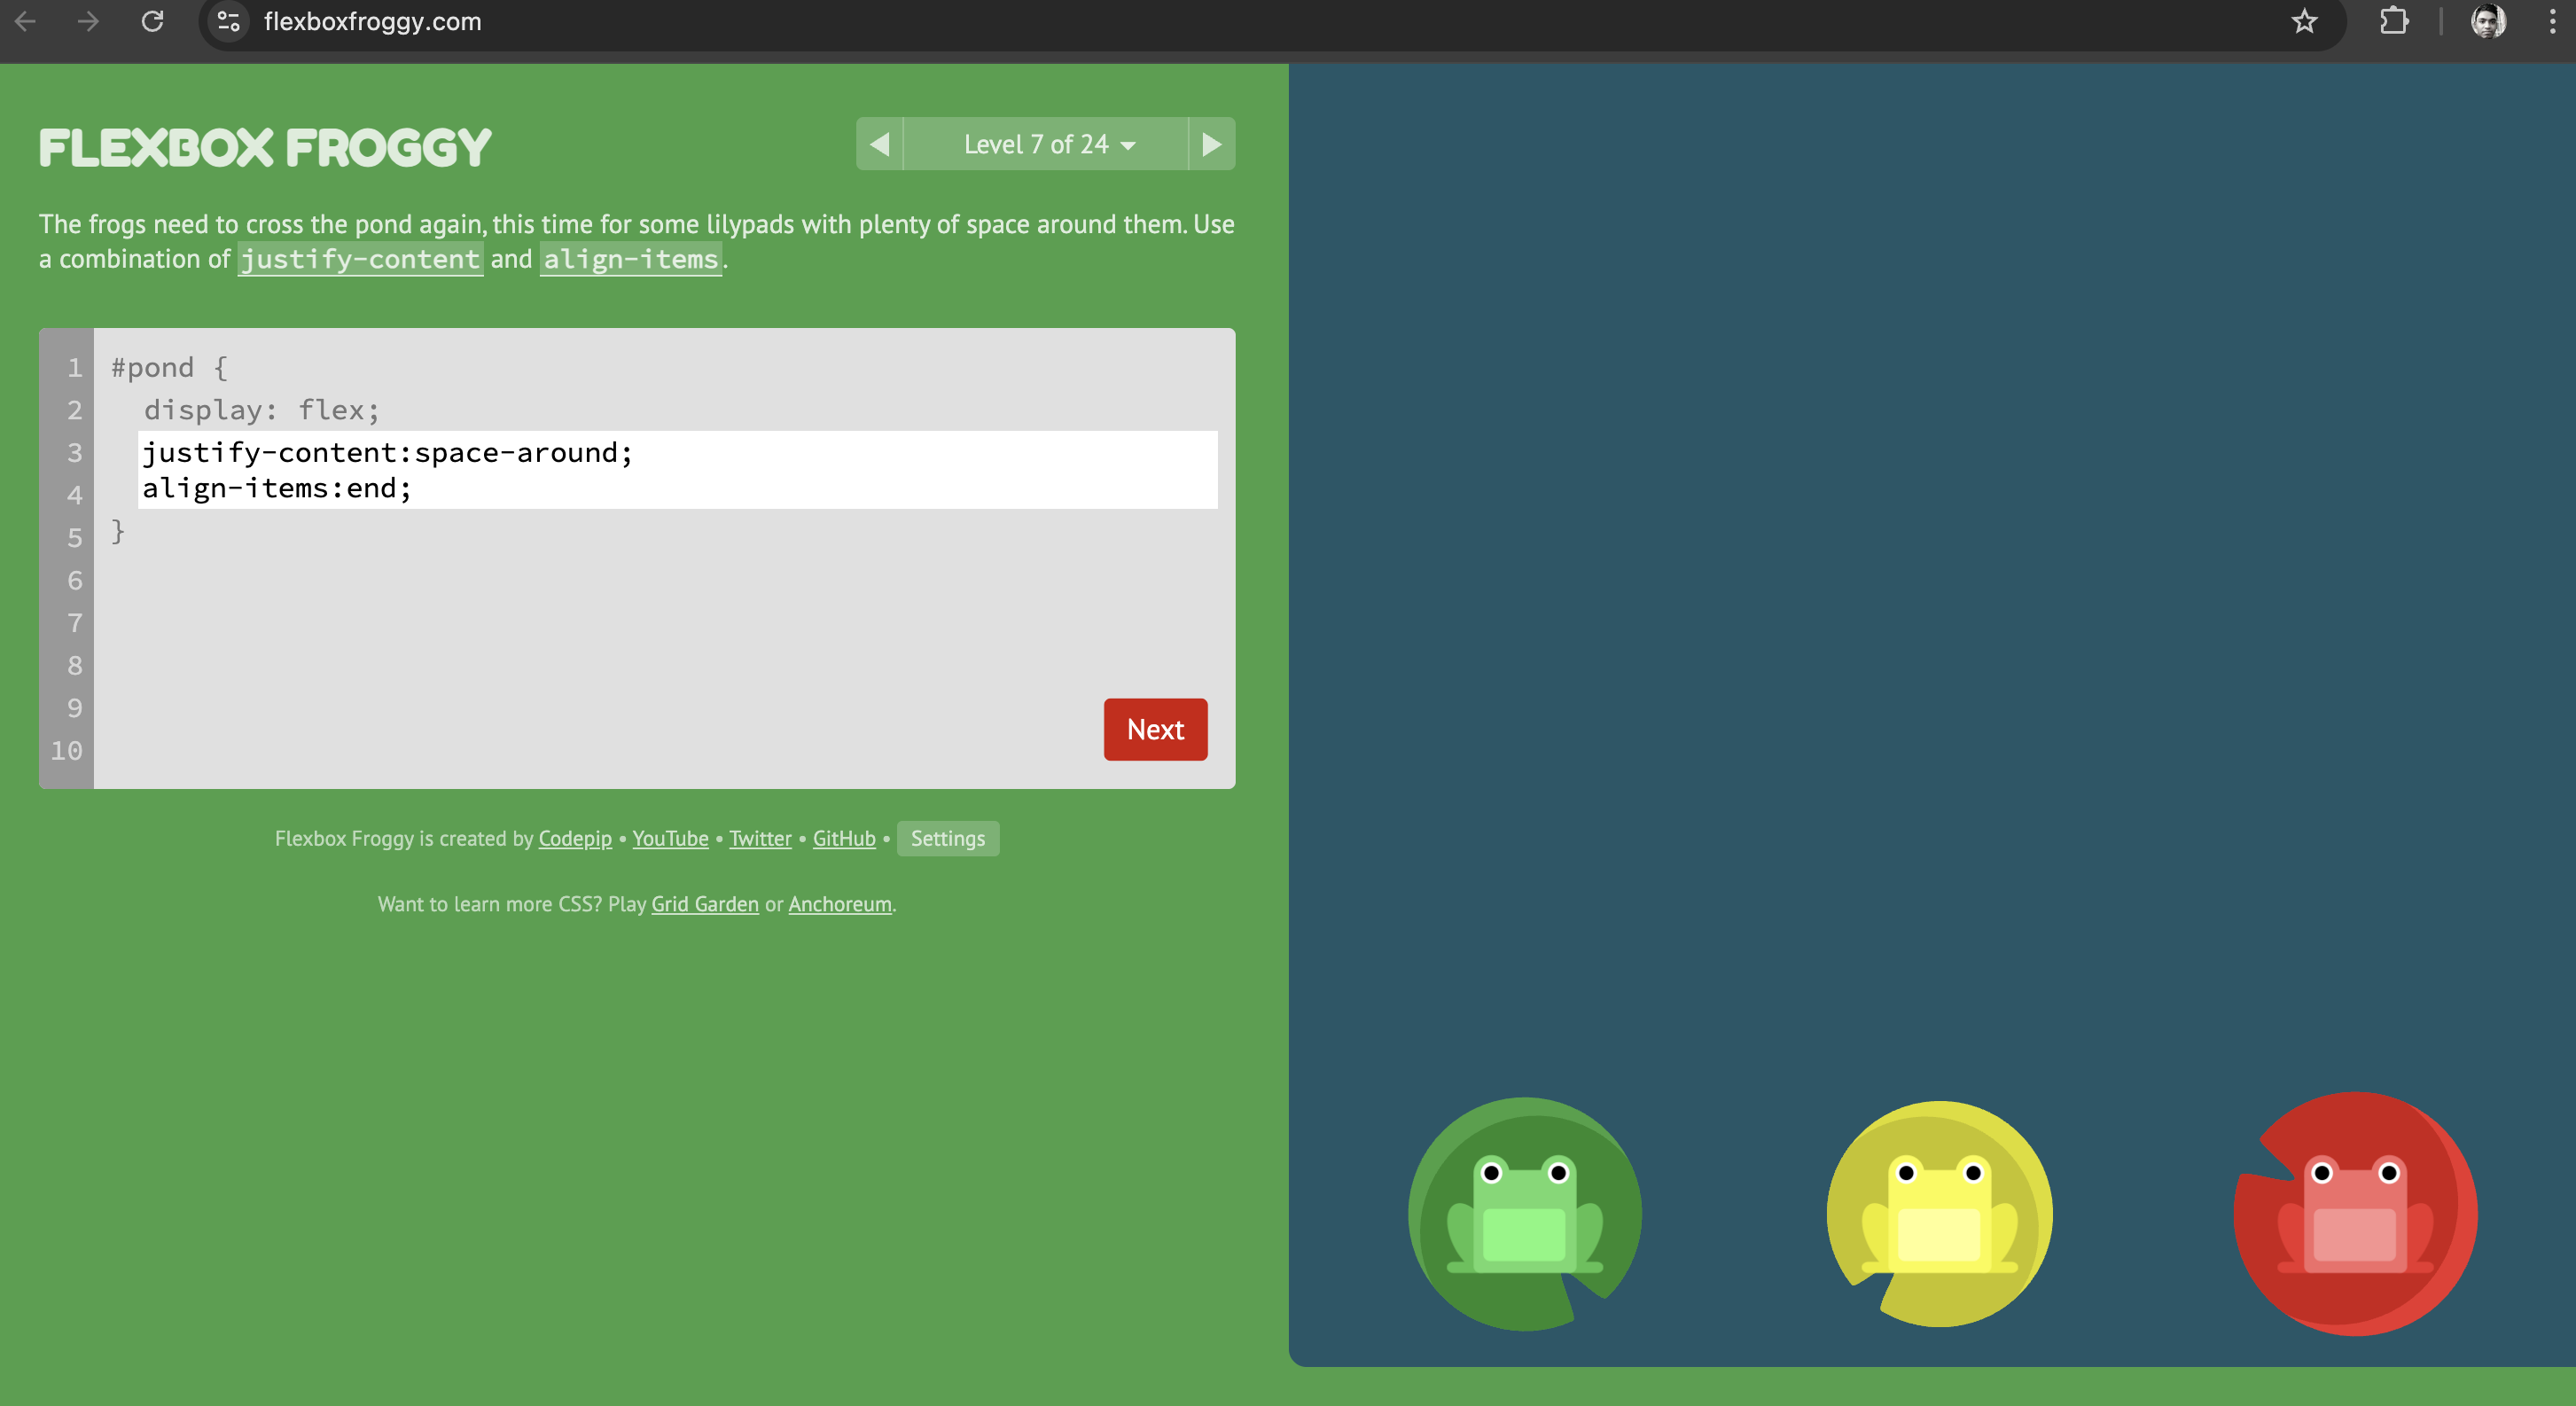 flexboxfroggy.com
FLEXBOX FROGGY
Level 7 of 24
The frogs need to cross the pond again, this time for some lilypads with plenty of space around them. Use
a combination of justify-content and align-items.
1 #pond {
2 display: flex;
3 justify-content:space-around;
4 align-items:end;
5 }
6
7
8
9
10
Next
Flexbox Froggy is created by Codepip • YouTube • Twitter • GitHub • Settings
Want to learn more CSS? Play Grid Garden or Anchoreum.